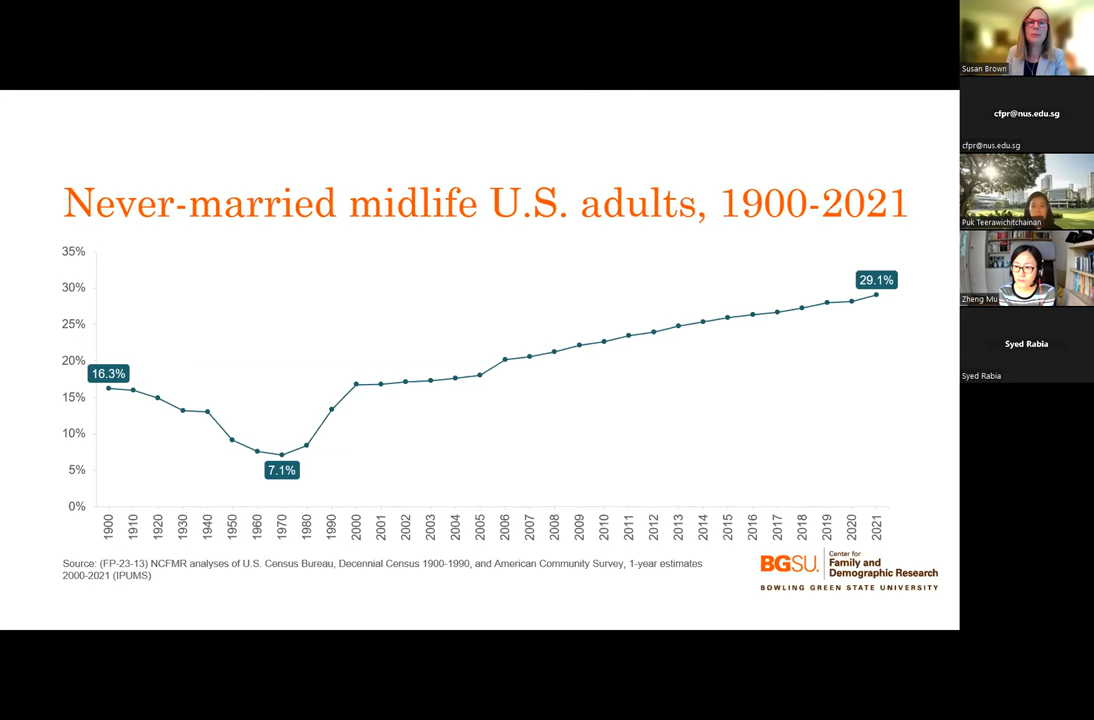 Never-married midlife U.S. adults, 1900-2021
35%
30%
25%
20%
15%
10%
5%
0%
16.3%
7.1%
29.1%
1900 1910 1920 1930 1940 1950 1960 1970 1980 1990 2000 2001 2002 2003 2004 2005 2006 2007 2008 2009 2010 2011 2012 2013 2014 2015 2016 2017 2018 2019 2020 2021
Source: (FP-23-13) NCFMR analyses of U.S. Census Bureau, Decennial Census 1900-1990, and American Community Survey, 1-year estimates
2000-2021 (IPUMS)
BGSU.
Center for
Family and
Demographic Research
BOWLING GREEN STATE UNIVERSITY
Susan Brown
cfpr@nus.edu.sg
cfpr@nus.edu.sg
Puk Teerawichitchainan
Zheng Mu
Syed Rabia
Syed Rabia